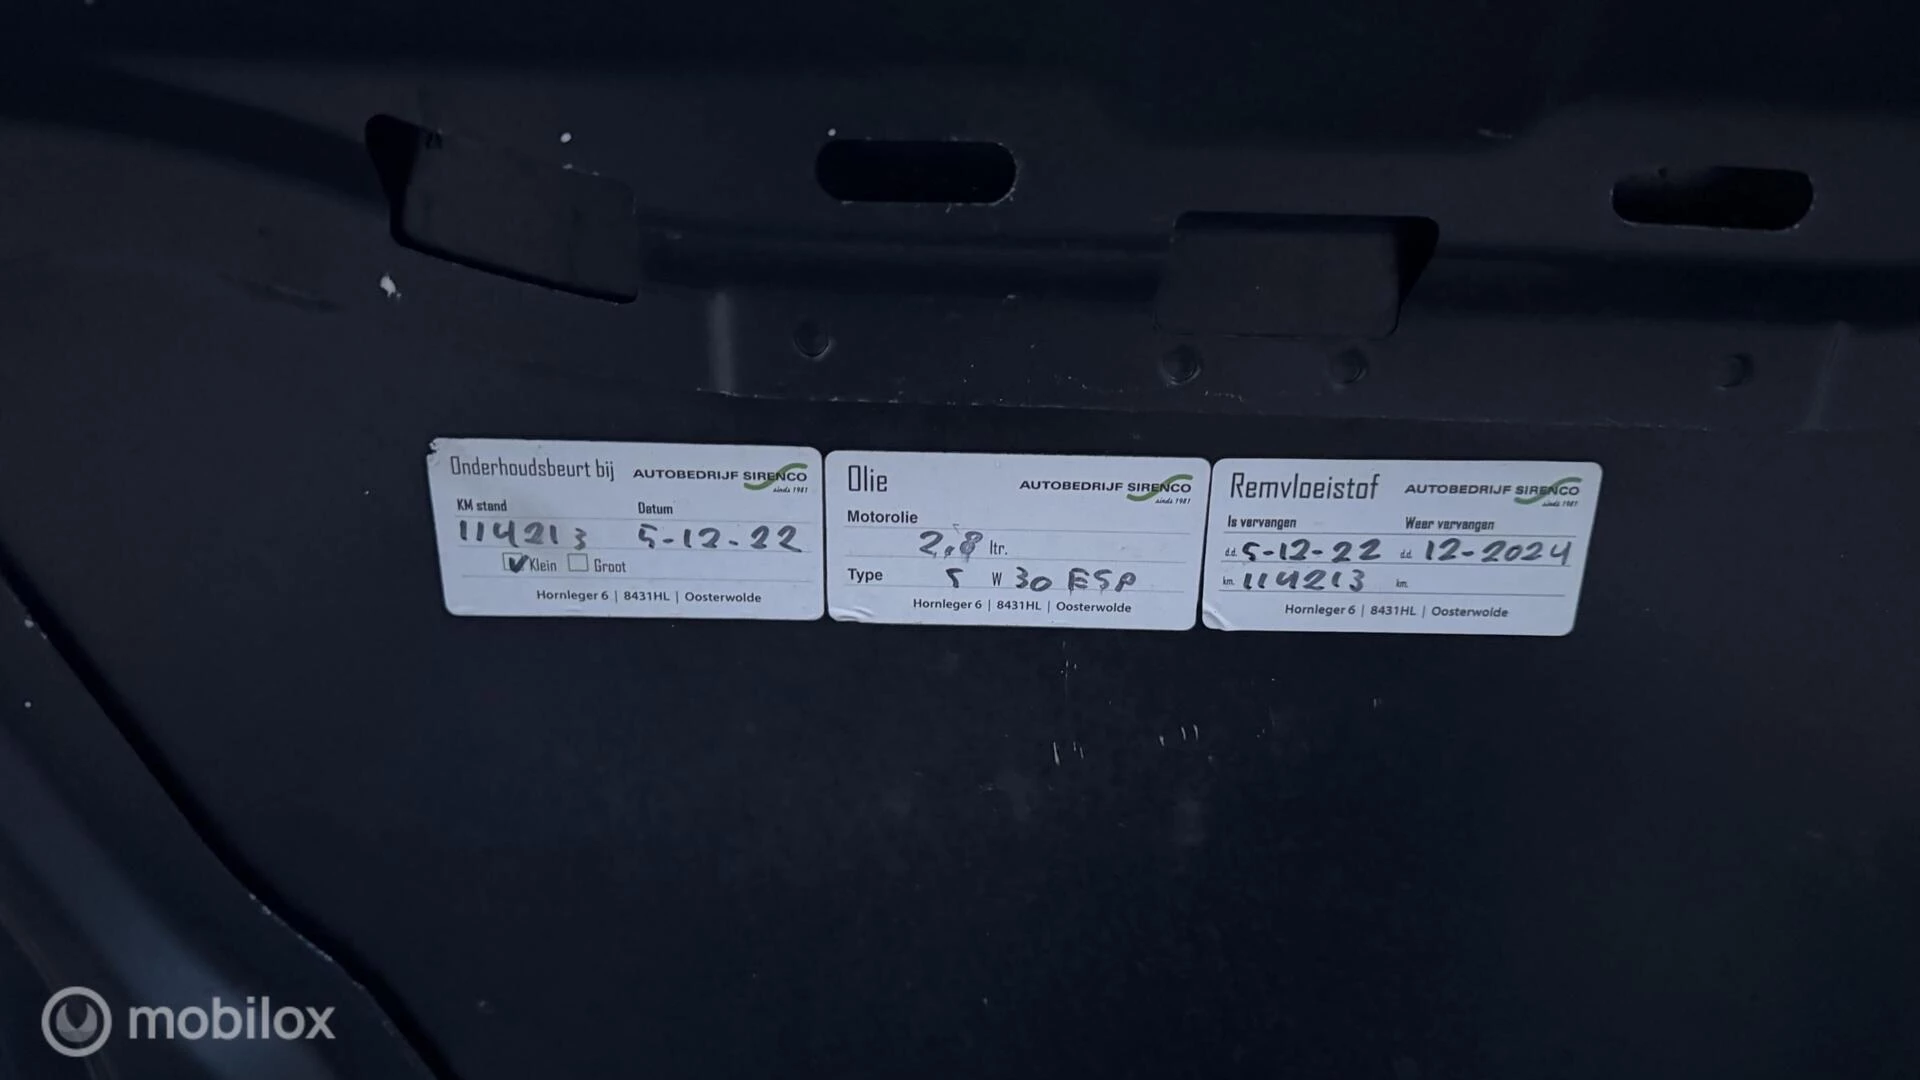 Onderhoudsbeurt bij AUTOBEDRIJF SIRENCO
sinds 1981
KM stand Datum
114213 5-12-22
Klein Groot
Hornleger 6 | 8431HL | Oosterwolde
Olie AUTOBEDRIJF SIRENCO
sinds 1981
Motorolie
2,8 ltr.
Type 5 W 30 ESP
Hornleger 6 | 8431HL | Oosterwolde
Remvloeistof AUTOBEDRIJF SIRENCO
sinds 1981
Is vervangen Weer vervangen
d.d. 5-12-22 d.d. 12-2024
km. 114213 km.
Hornleger 6 | 8431HL | Oosterwolde
mobilox